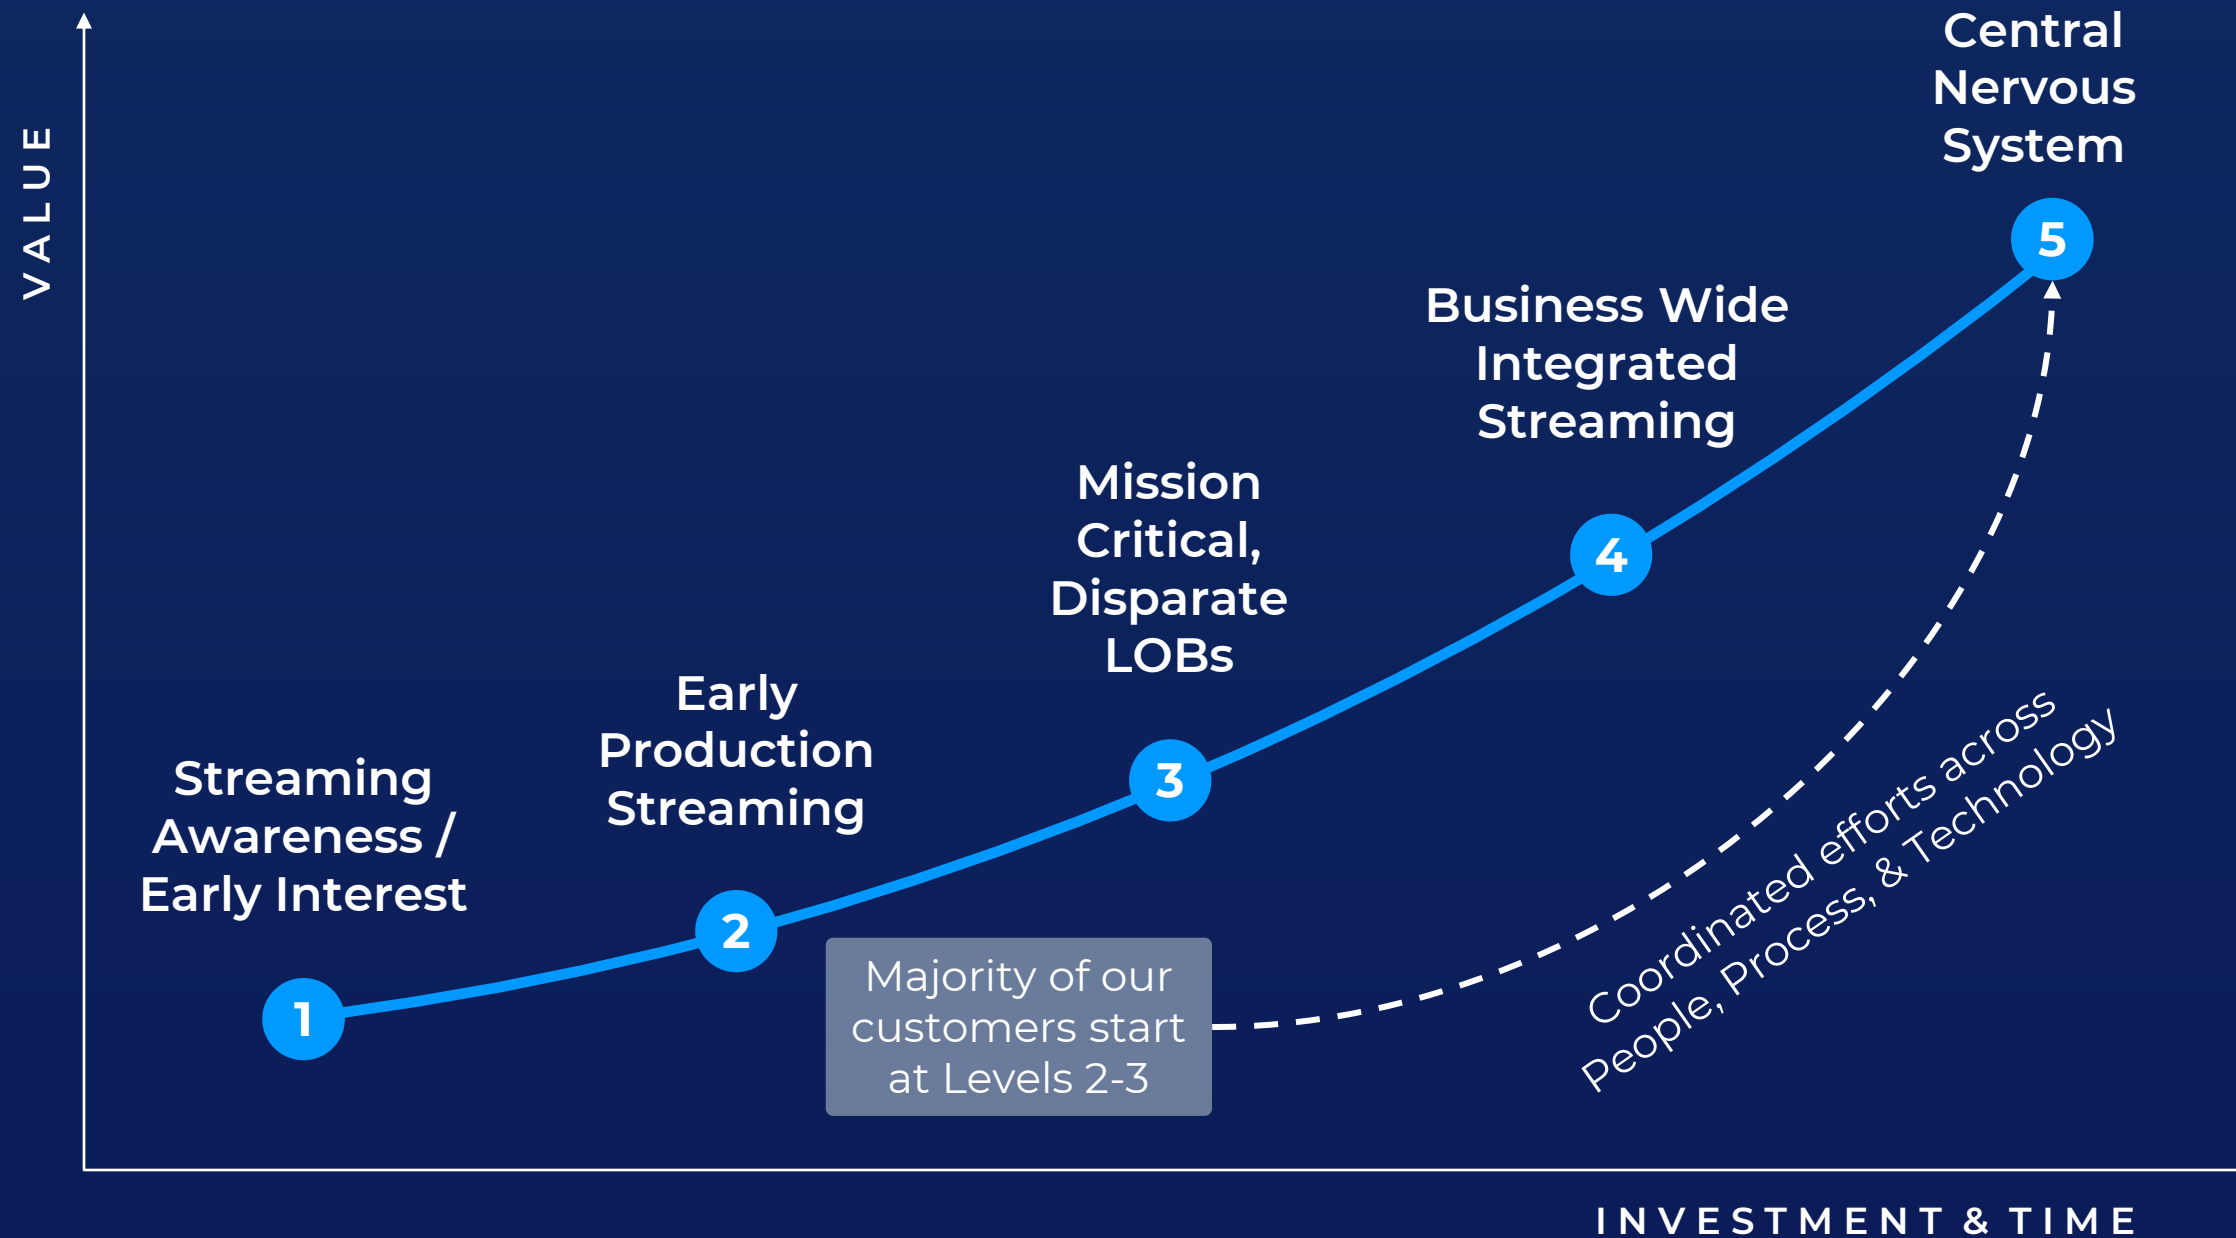 VALUE
Streaming
Awareness /
Early Interest
1
Early
Production
Streaming
2
Mission
Critical,
Disparate
LOBs
3
Business Wide
Integrated
Streaming
4
Central
Nervous
System
5
Majority of our
customers start
at Levels 2-3
Coordinated efforts across
People, Process, & Technology
INVESTMENT & TIME